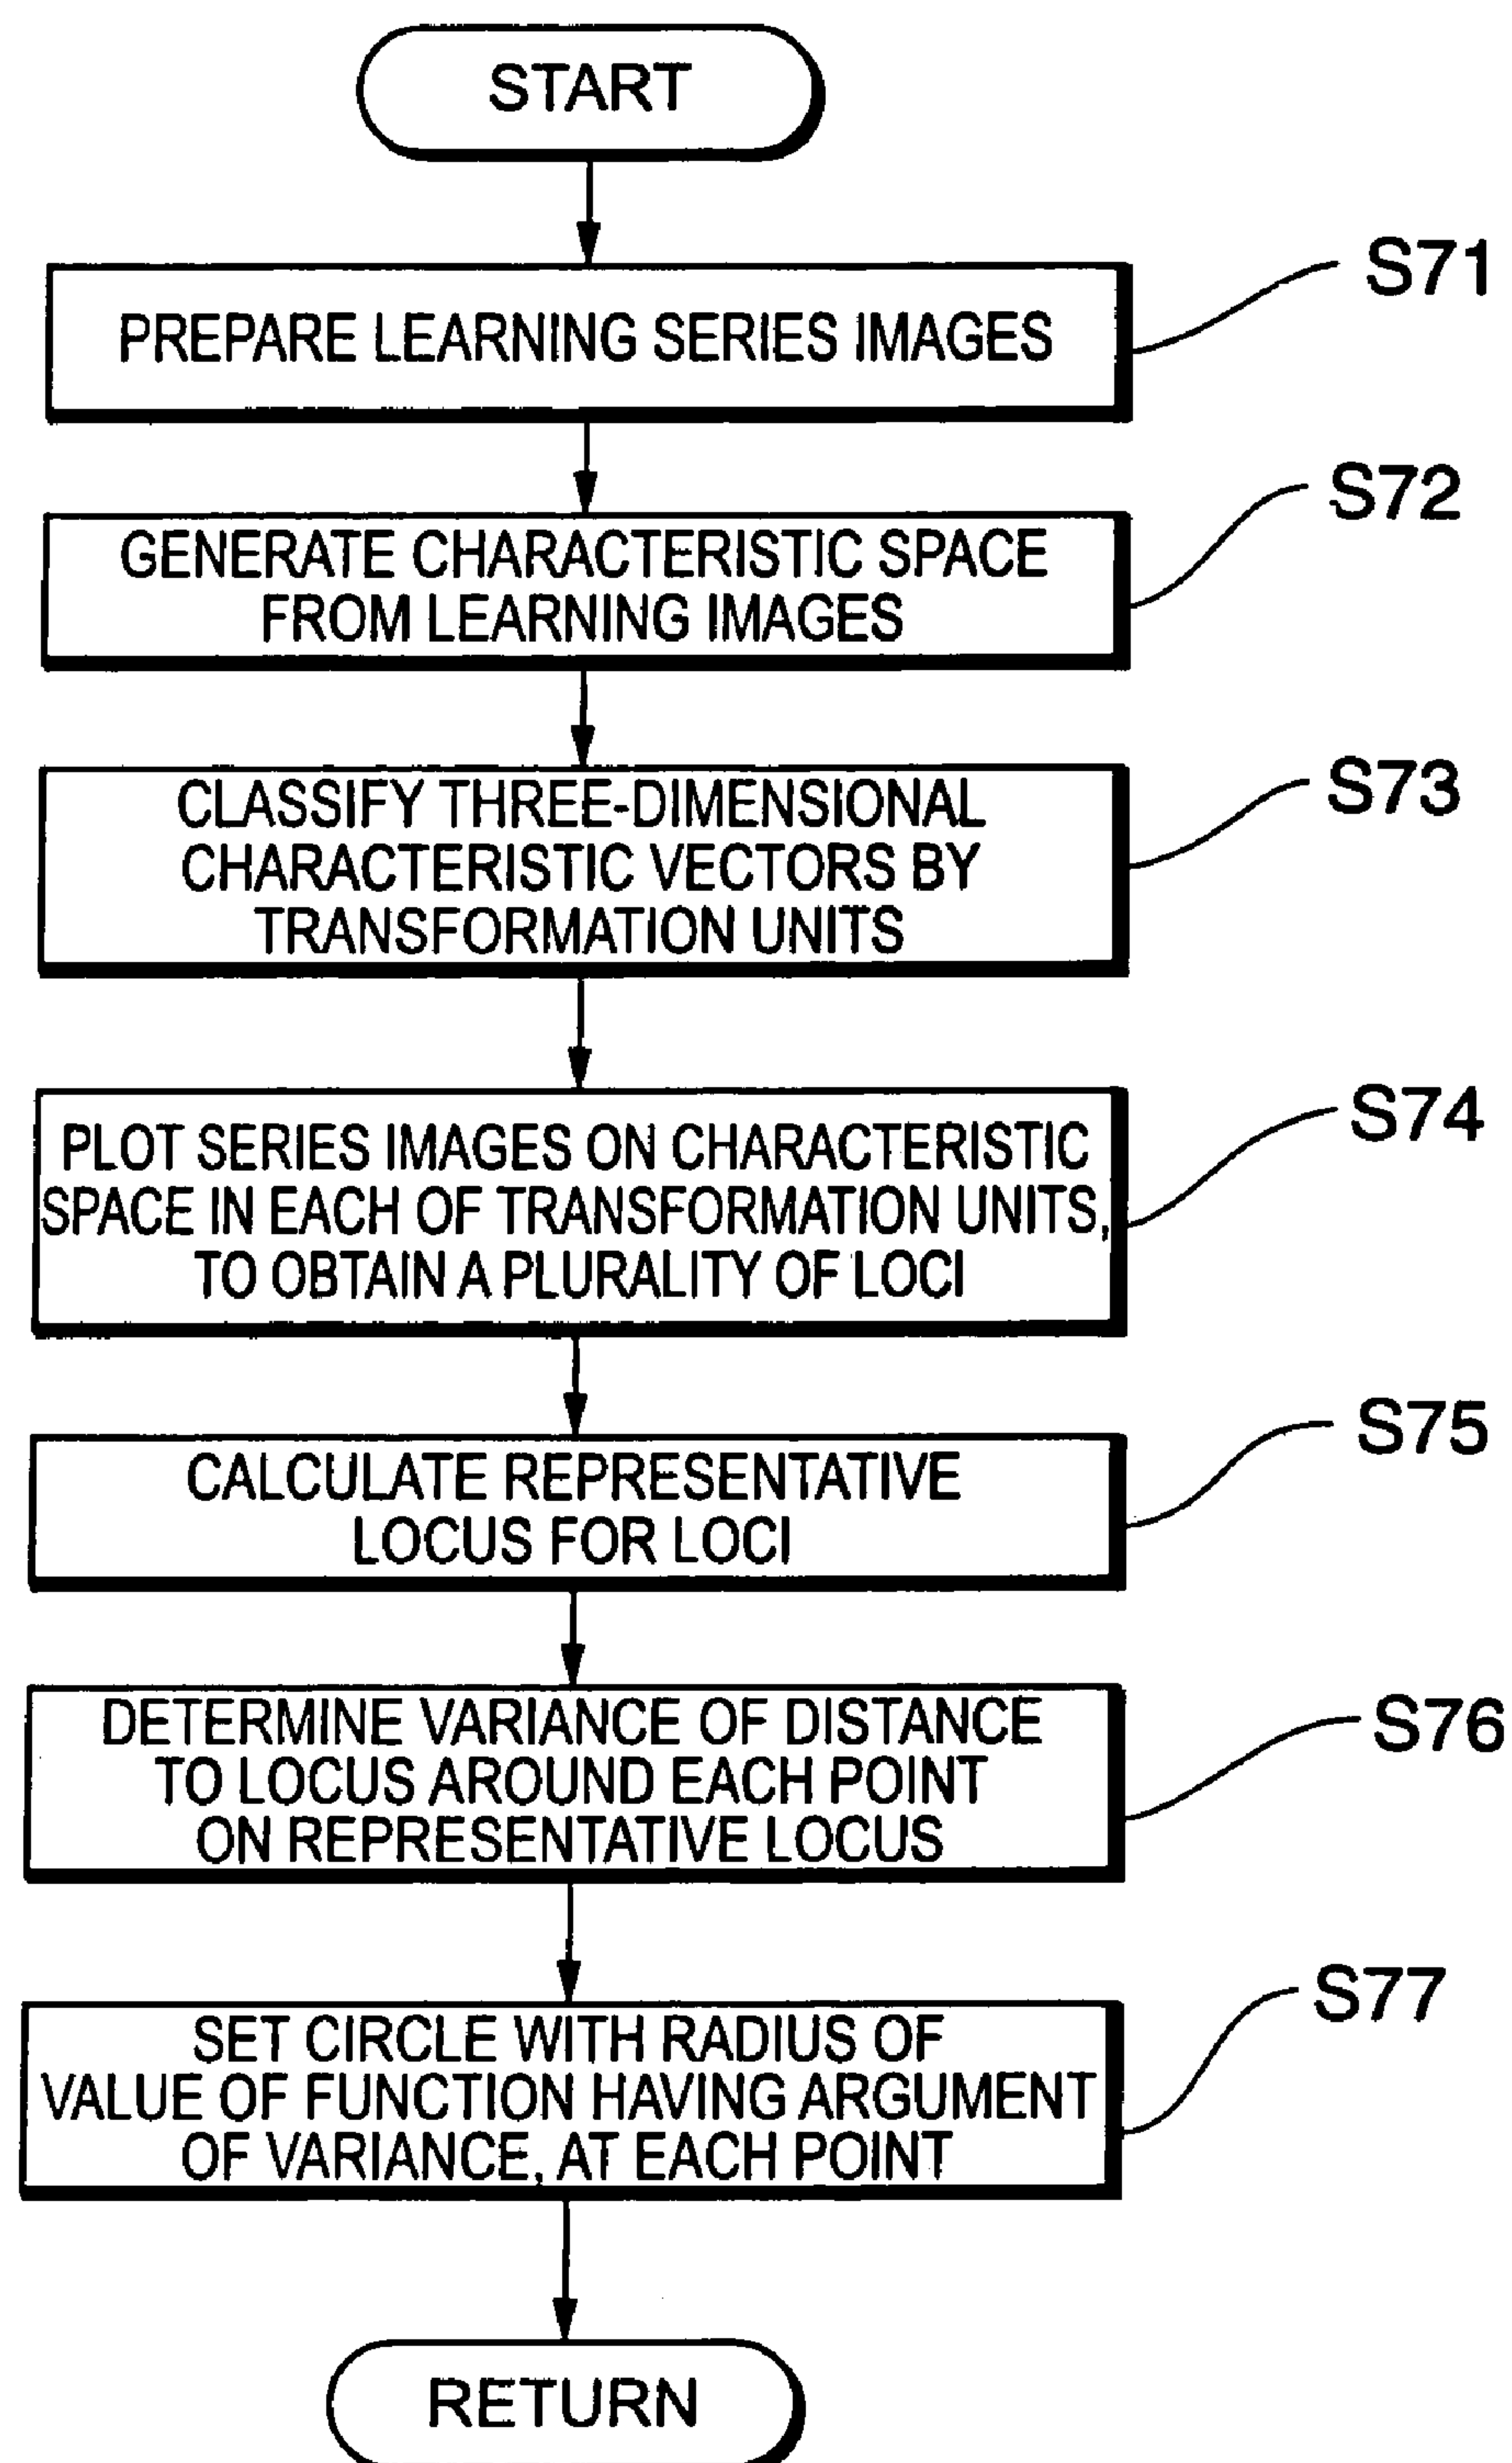 START
S71
PREPARE LEARNING SERIES IMAGES
S72
GENERATE CHARACTERISTIC SPACE
FROM LEARNING IMAGES
S73
CLASSIFY THREE-DIMENSIONAL
CHARACTERISTIC VECTORS BY
TRANSFORMATION UNITS
S74
PLOT SERIES IMAGES ON CHARACTERISTIC
SPACE IN EACH OF TRANSFORMATION UNITS,
TO OBTAIN A PLURALITY OF LOCI
S75
CALCULATE REPRESENTATIVE
LOCUS FOR LOCI
S76
DETERMINE VARIANCE OF DISTANCE
TO LOCUS AROUND EACH POINT
ON REPRESENTATIVE LOCUS
S77
SET CIRCLE WITH RADIUS OF
VALUE OF FUNCTION HAVING ARGUMENT
OF VARIANCE, AT EACH POINT
RETURN